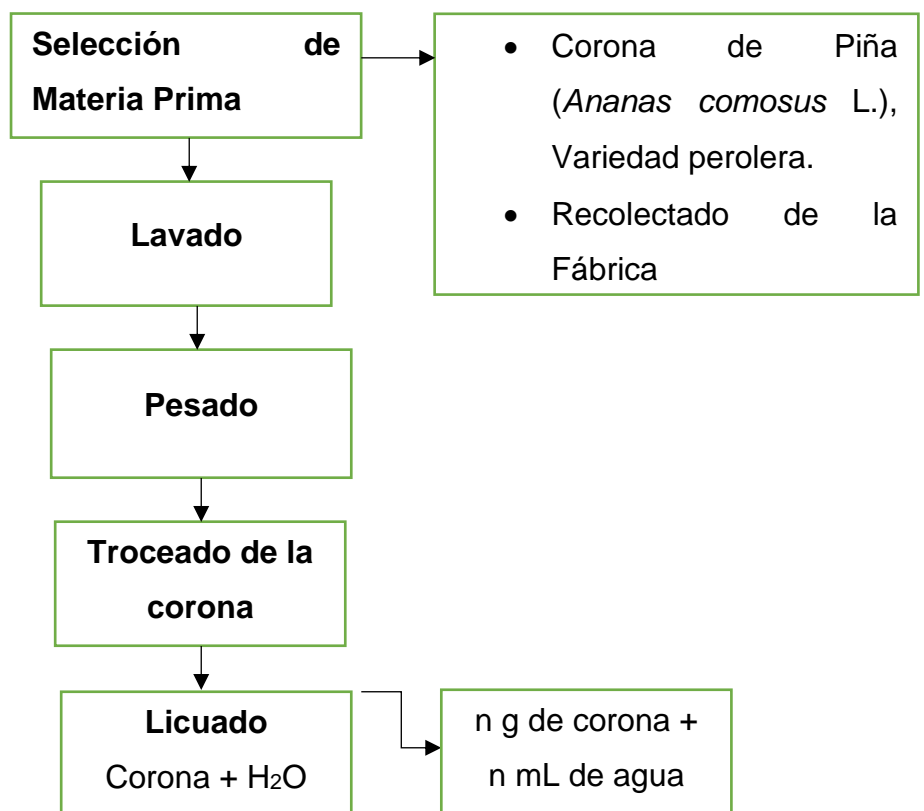 Selección de
Materia Prima
• Corona de Piña
(Ananas comosus L.),
Variedad perolera.
• Recolectado de la
Fábrica
Lavado
Pesado
Troceado de la
corona
Licuado
Corona + H₂O
n g de corona +
n mL de agua